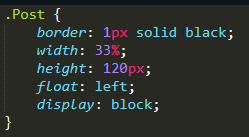 .Post {
    border: 1px solid black;
    width: 33%;
    height: 120px;
    float: left;
    display: block;
}